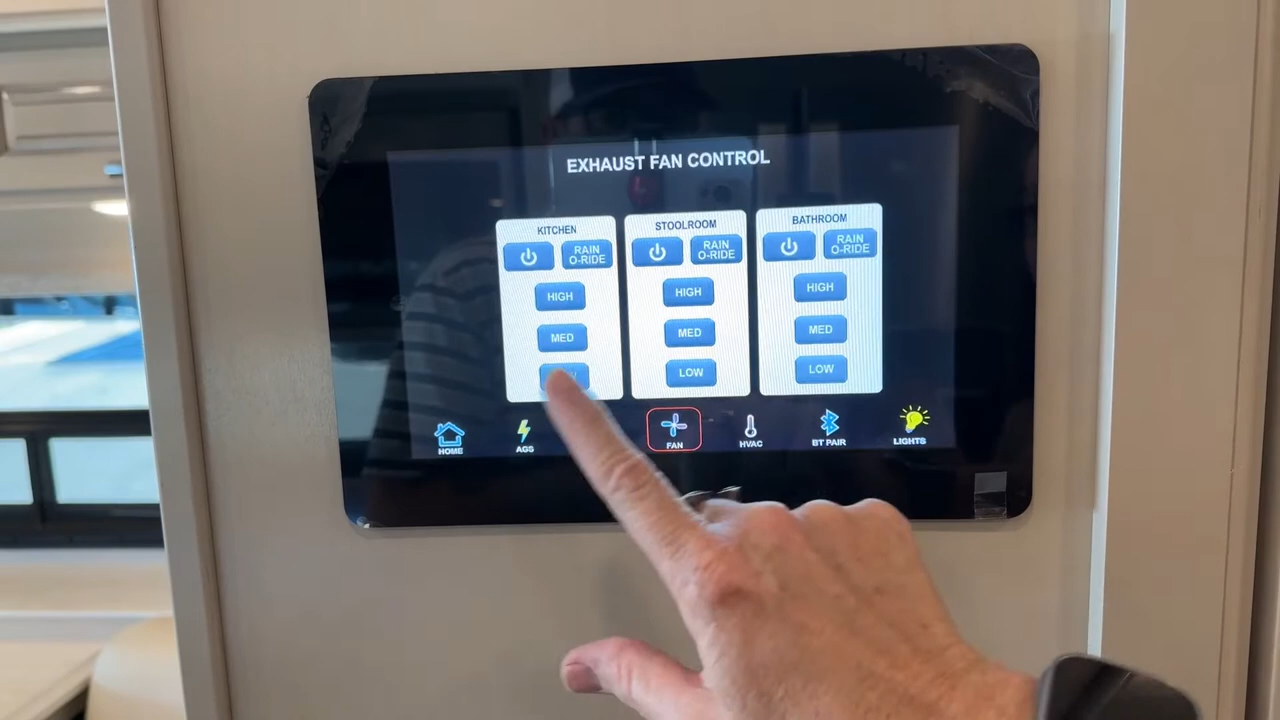 EXHAUST FAN CONTROL
KITCHEN
RAIN
O-RIDE
HIGH
MED
STOOLROOM
RAIN
O-RIDE
HIGH
MED
LOW
BATHROOM
RAIN
O-RIDE
HIGH
MED
LOW
HOME
AGS
FAN
HVAC
BT PAIR
LIGHTS